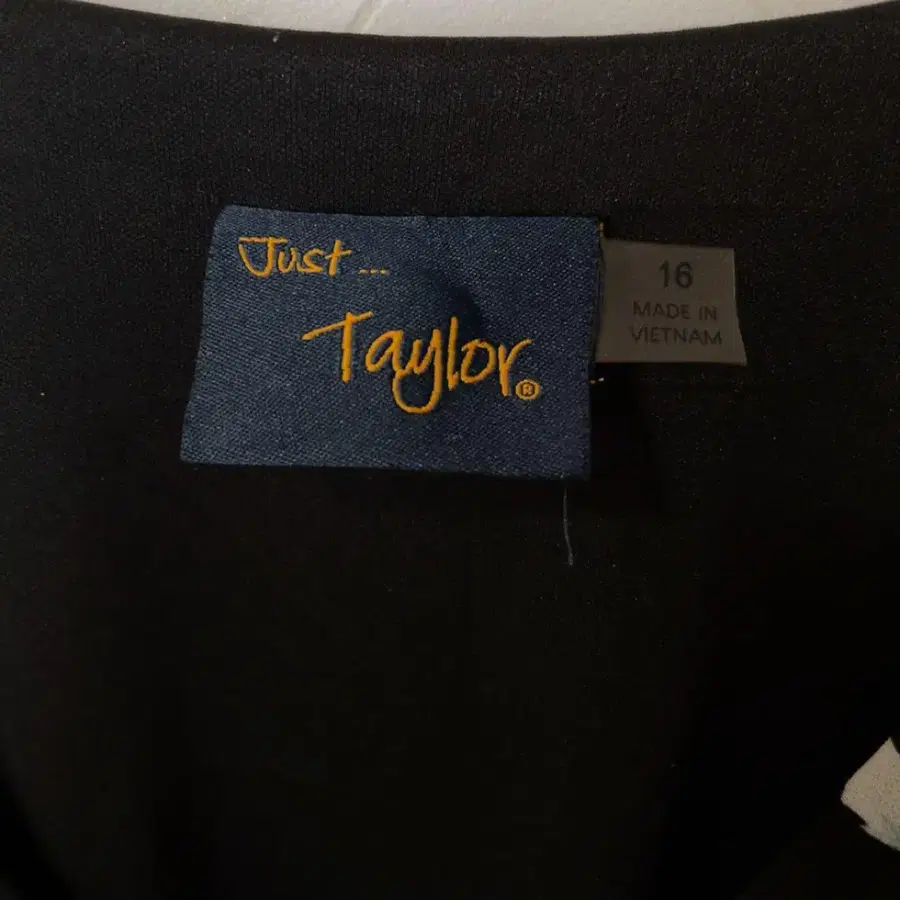 Just ...
Taylor®
16
MADE IN
VIETNAM